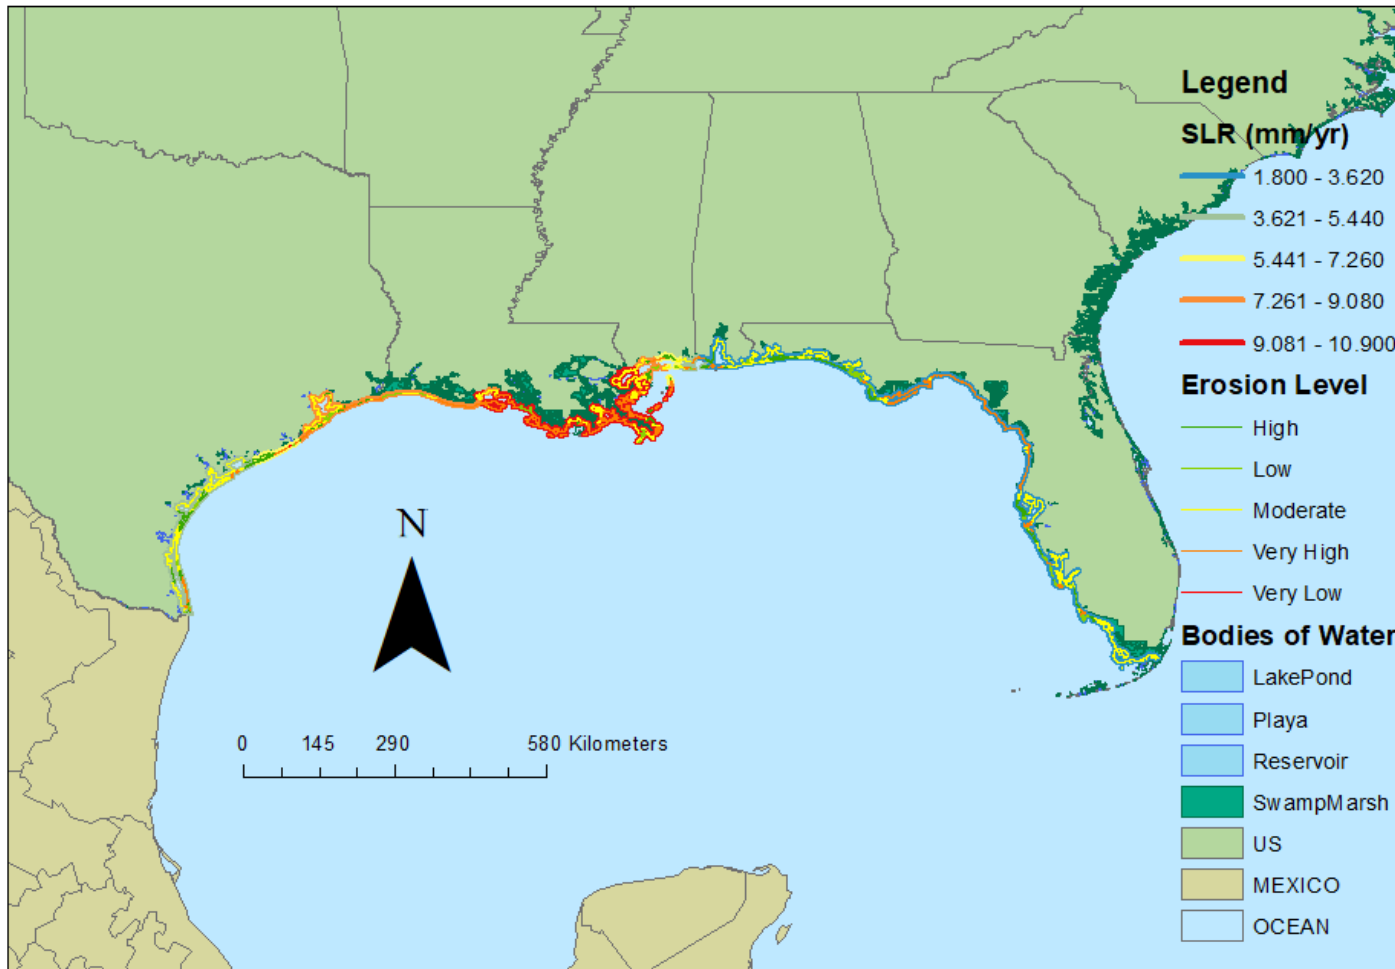 Legend
SLR (mm/yr)
1.800 - 3.620
3.621 - 5.440
5.441 - 7.260
7.261 - 9.080
9.081 - 10.900
Erosion Level
High
Low
Moderate
Very High
Very Low
Bodies of Water
LakePond
Playa
Reservoir
SwampMarsh
US
MEXICO
OCEAN
N
0 145 290 580 Kilometers